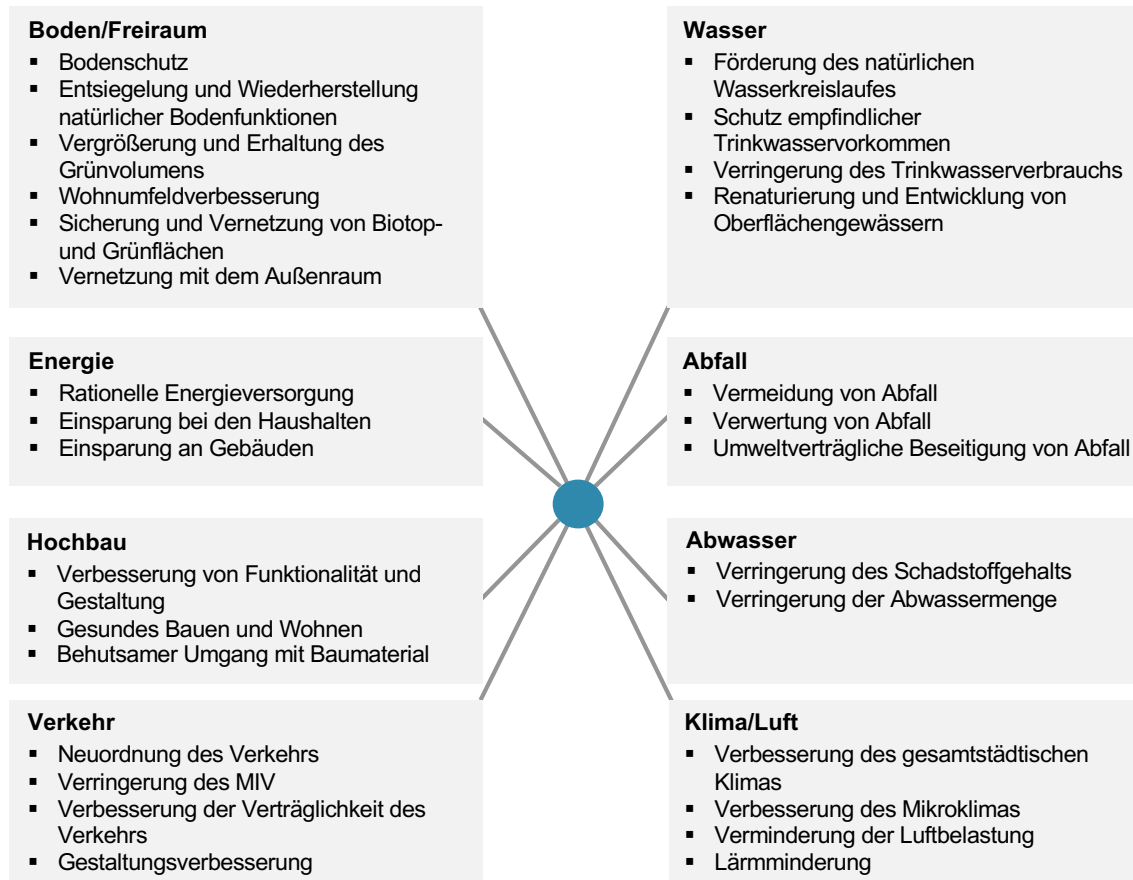 Boden/Freiraum
▪ Bodenschutz
▪ Entsiegelung und Wiederherstellung
natürlicher Bodenfunktionen
▪ Vergrößerung und Erhaltung des
Grünvolumens
▪ Wohnumfeldverbesserung
▪ Sicherung und Vernetzung von Biotop-
und Grünflächen
▪ Vernetzung mit dem Außenraum
Wasser
▪ Förderung des natürlichen
Wasserkreislaufes
▪ Schutz empfindlicher
Trinkwasservorkommen
▪ Verringerung des Trinkwasserverbrauchs
▪ Renaturierung und Entwicklung von
Oberflächengewässern
Energie
▪ Rationelle Energieversorgung
▪ Einsparung bei den Haushalten
▪ Einsparung an Gebäuden
Abfall
▪ Vermeidung von Abfall
▪ Verwertung von Abfall
▪ Umweltverträgliche Beseitigung von Abfall
Hochbau
▪ Verbesserung von Funktionalität und
Gestaltung
▪ Gesundes Bauen und Wohnen
▪ Behutsamer Umgang mit Baumaterial
Abwasser
▪ Verringerung des Schadstoffgehalts
▪ Verringerung der Abwassermenge
Verkehr
▪ Neuordnung des Verkehrs
▪ Verringerung des MIV
▪ Verbesserung der Verträglichkeit des
Verkehrs
▪ Gestaltungsverbesserung
Klima/Luft
▪ Verbesserung des gesamtstädtischen
Klimas
▪ Verbesserung des Mikroklimas
▪ Verminderung der Luftbelastung
▪ Lärmminderung